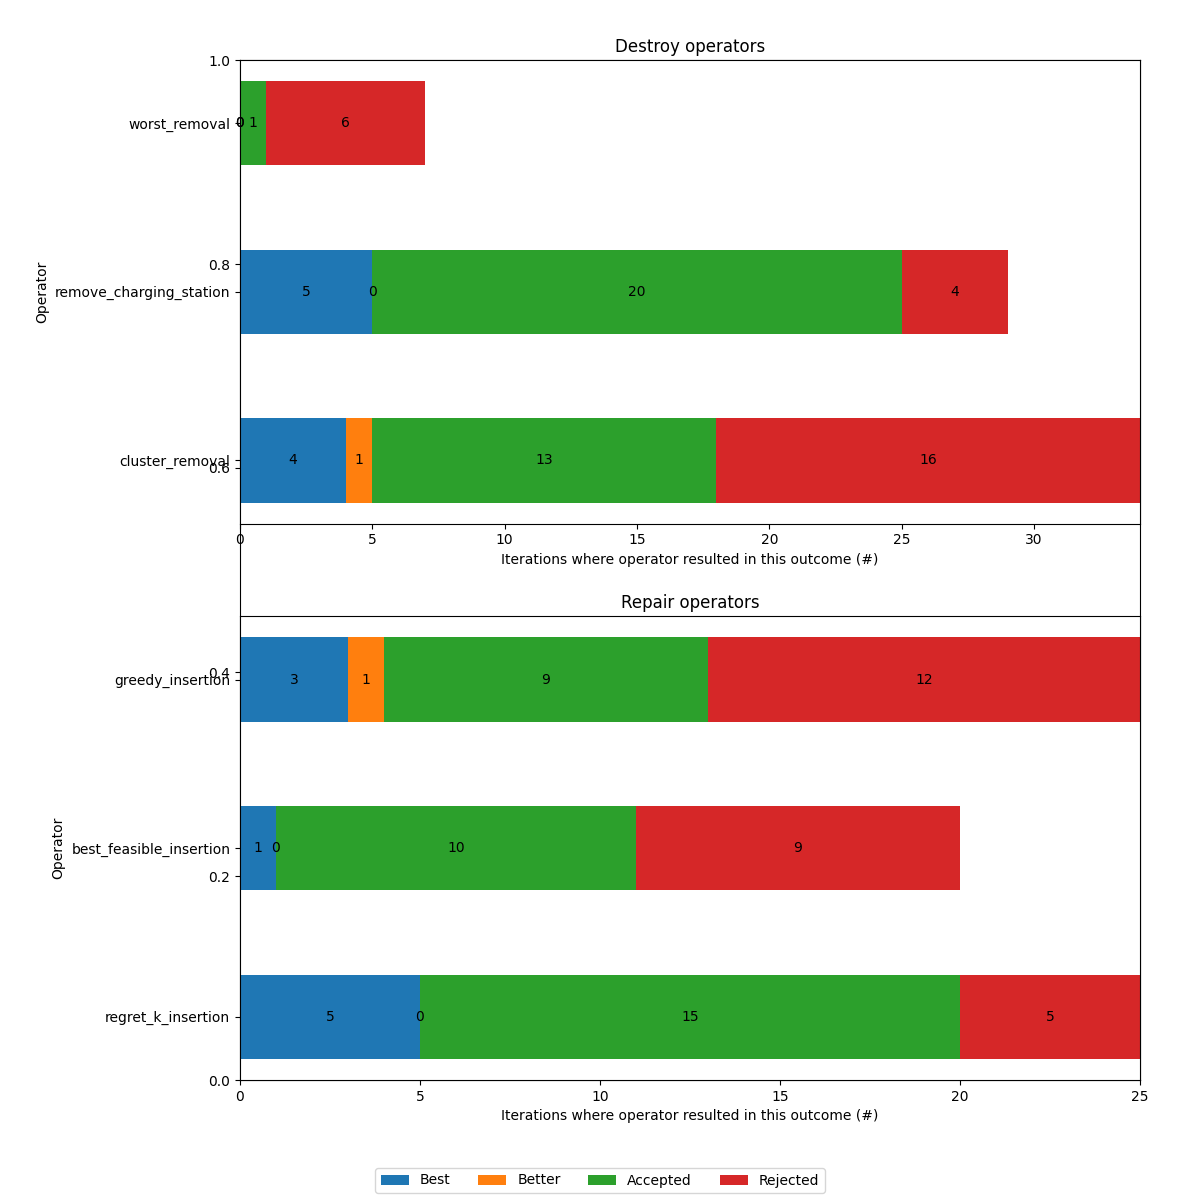 Destroy operators
1.0
worst_removal 0 0 1 6
0.8
Operator
remove_charging_station 5 0 20 4
cluster_removal 4 1 13 16
0.6
0 5 10 15 20 25 30
Iterations where operator resulted in this outcome (#)
Repair operators
0.4
greedy_insertion 3 1 9 12
Operator
best_feasible_insertion 1 0 10 9
0.2
regret_k_insertion 5 0 15 5
0.0
0 5 10 15 20 25
Iterations where operator resulted in this outcome (#)
Best Better Accepted Rejected